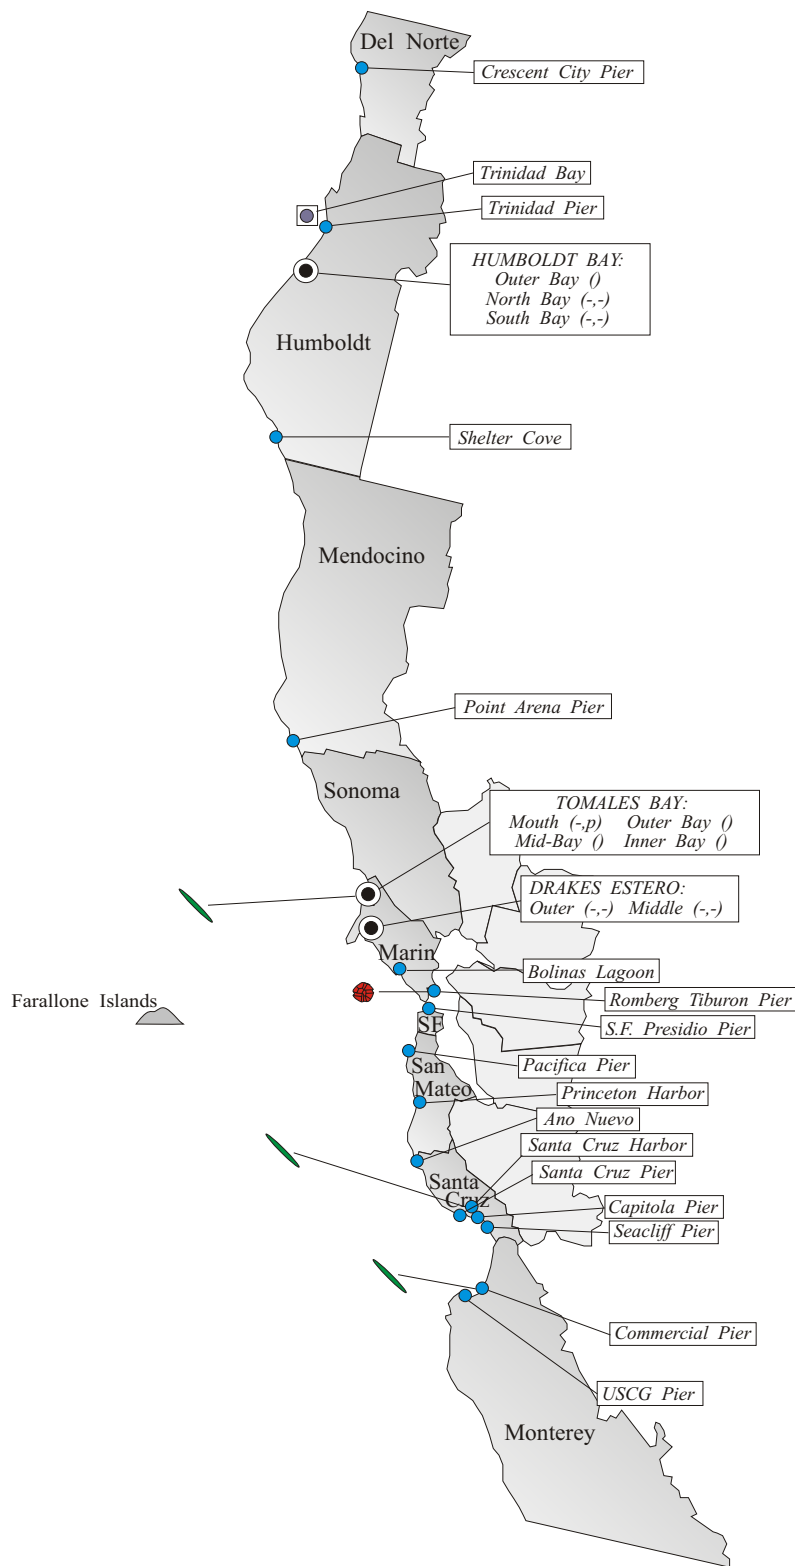 Del Norte
Crescent City Pier
Trinidad Bay
Trinidad Pier
HUMBOLDT BAY:
Outer Bay ()
North Bay (-,-)
South Bay (-,-)
Humboldt
Shelter Cove
Mendocino
Point Arena Pier
Sonoma
TOMALES BAY:
Mouth (-,p) Outer Bay ()
Mid-Bay () Inner Bay ()
DRAKES ESTERO:
Outer (-,-) Middle (-,-)
Marin
Bolinas Lagoon
Farallone Islands
Romberg Tiburon Pier
SF
S.F. Presidio Pier
San
Mateo
Pacifica Pier
Princeton Harbor
Ano Nuevo
Santa Cruz Harbor
Santa
Cruz
Santa Cruz Pier
Capitola Pier
Seacliff Pier
Commercial Pier
USCG Pier
Monterey